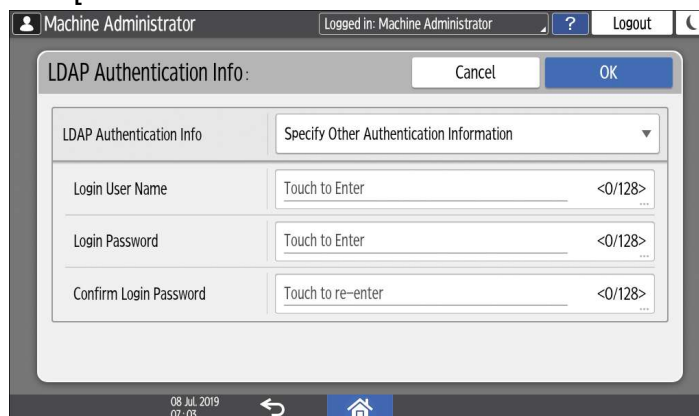 Machine Administrator
Logged in: Machine Administrator
?
Logout
LDAP Authentication Info:
Cancel
OK
LDAP Authentication Info
Specify Other Authentication Information
Login User Name
Touch to Enter
<0/128>
Login Password
Touch to Enter
<0/128>
Confirm Login Password
Touch to re-enter
<0/128>
08 Jul. 2019
07:03